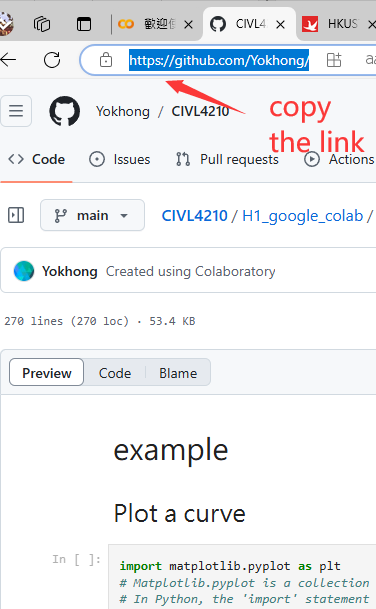 歡迎使
CIVL4
HKUS
https://github.com/Yokhong/
copy
the link
Yokhong / CIVL4210
Code Issues Pull requests Actions
main CIVL4210 / H1_google_colab /
Yokhong Created using Colaboratory
270 lines (270 loc) · 53.4 KB
Preview Code Blame
example
Plot a curve
In [ ]: import matplotlib.pyplot as plt
# Matplotlib.pyplot is a collection
# In Python, the 'import' statement